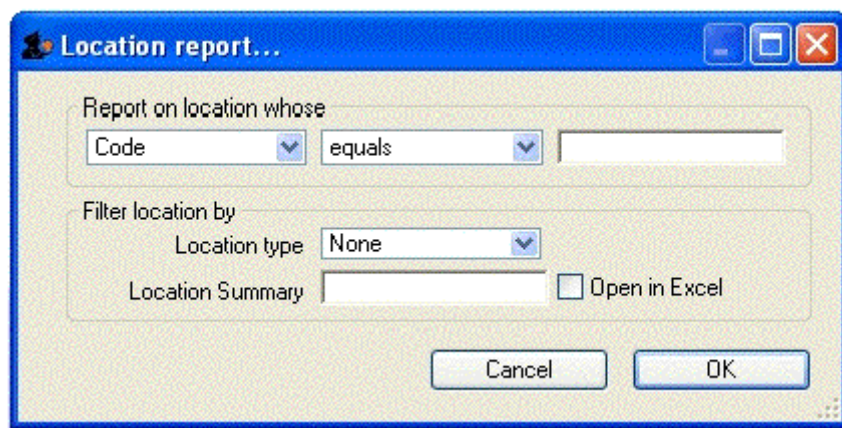 Location report...
Report on location whose
Code equals
Filter location by
Location type None
Location Summary Open in Excel
Cancel OK